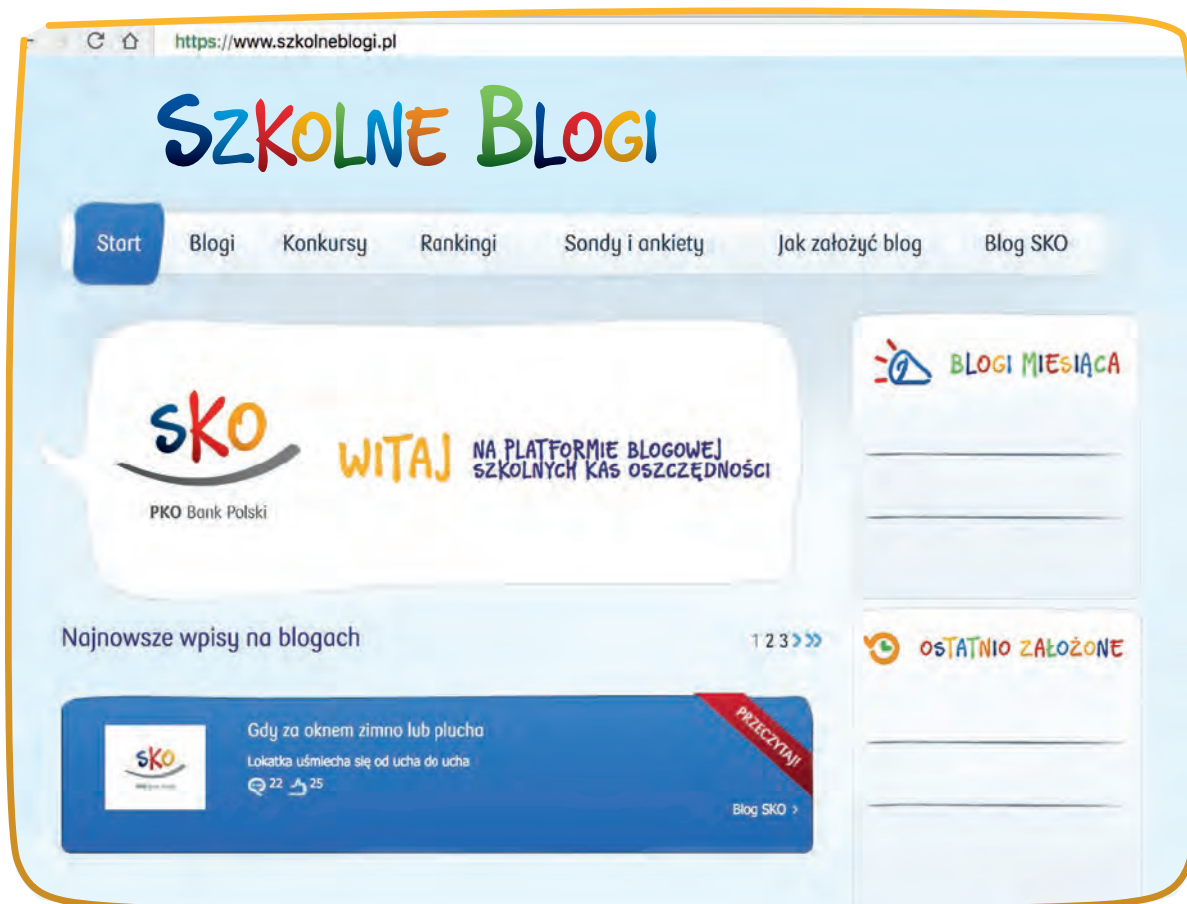 https://www.szkolneblogi.pl
SZKOLNE BLOGI
Start Blogi Konkursy Rankingi Sondy i ankiety Jak założyć blog Blog SKO
SKO
PKO Bank Polski
WITAJ NA PLATFORMIE BLOGOWEJ
SZKOLNYCH KAS OSZCZĘDNOŚCI
BLOGI MIESIĄCA
Najnowsze wpisy na blogach
1 2 3
OSTATNIO ZAŁOŻONE
SKO
Gdy za oknem zimno lub plucha
Lokatka uśmiecha się od ucha do ucha
22 25
PRZECZYTAJ!
Blog SKO >